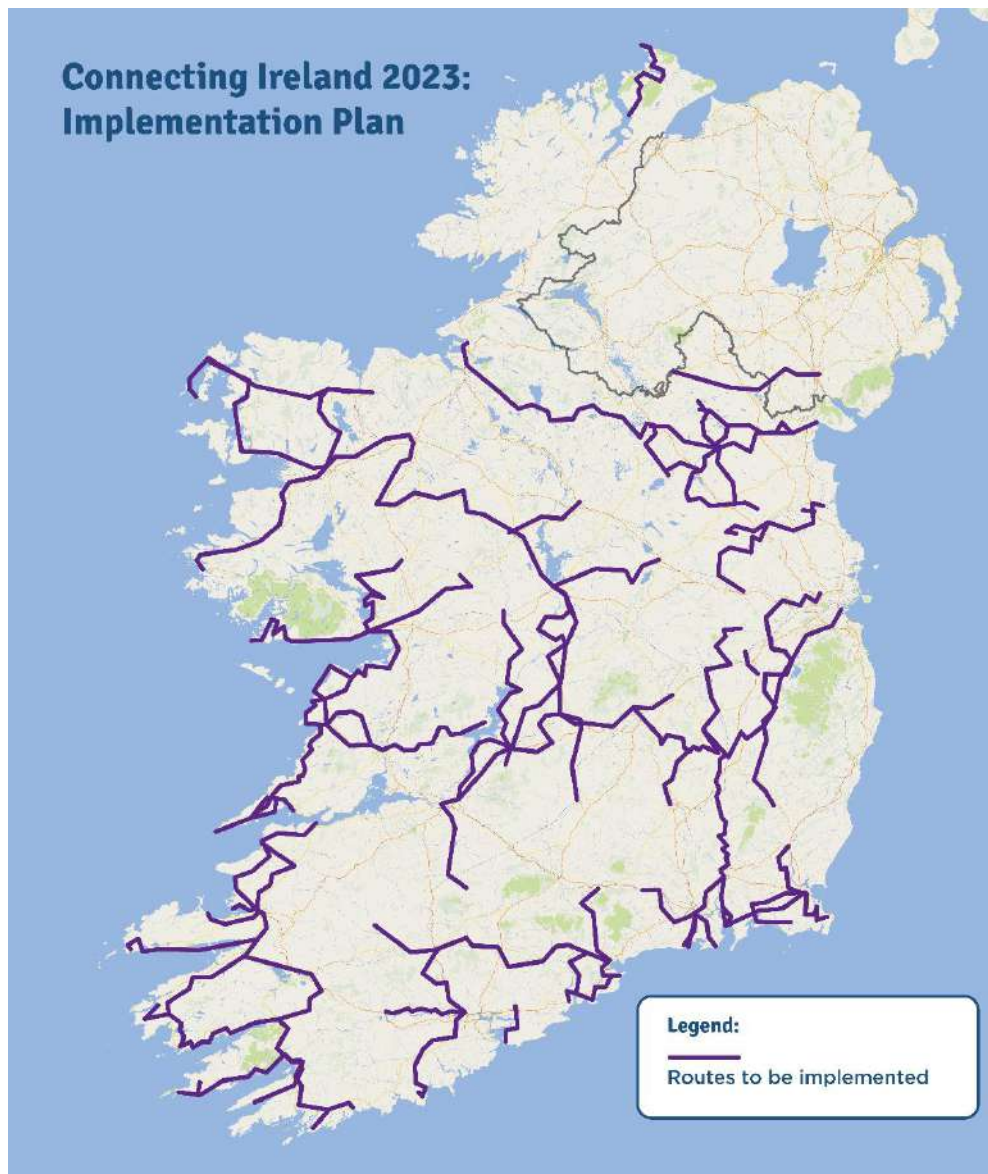 Connecting Ireland 2023:
Implementation Plan
Legend:
Routes to be implemented